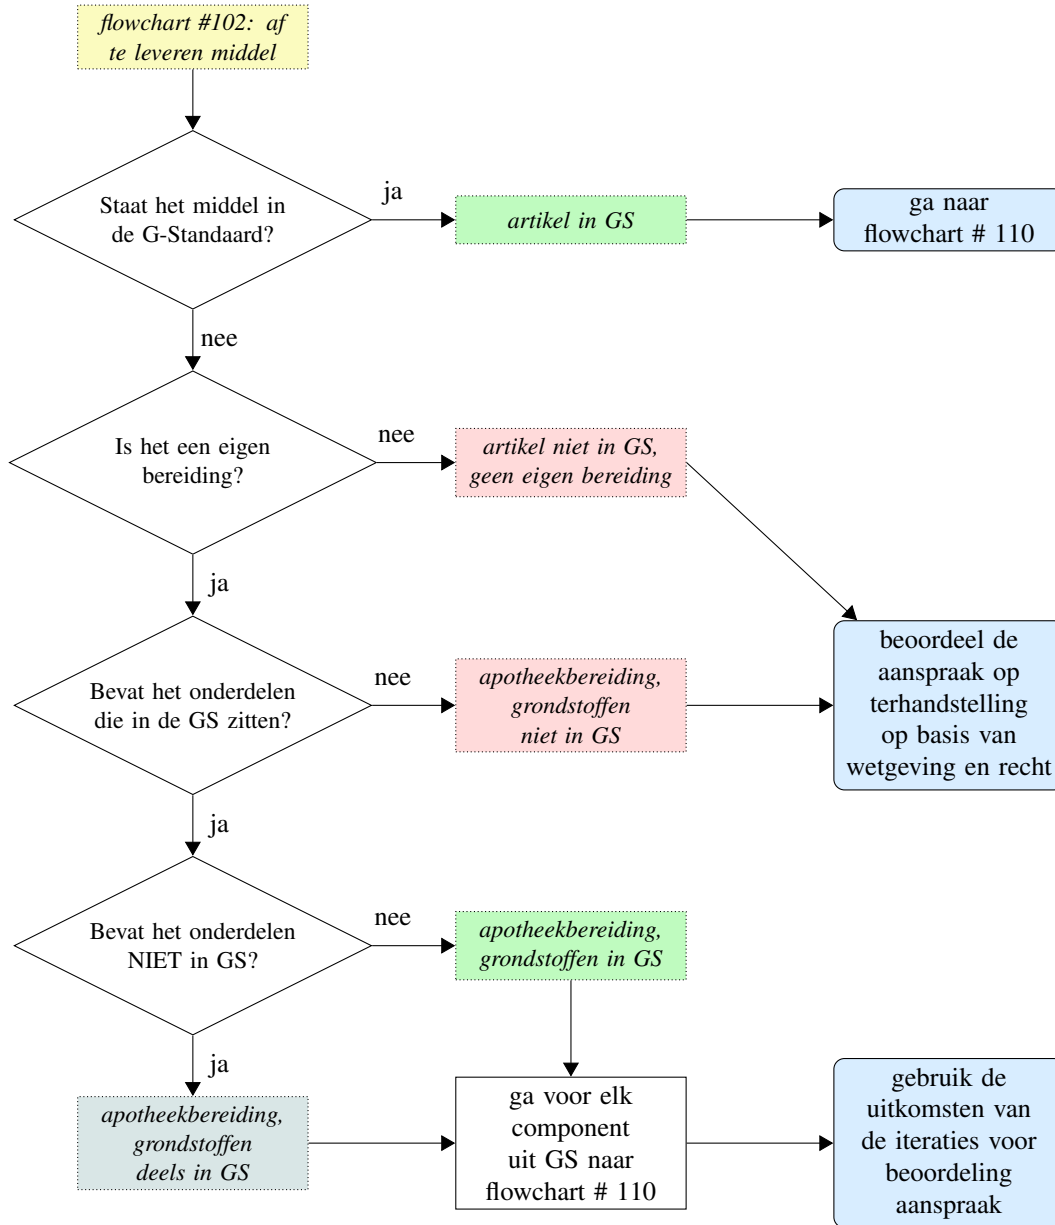 flowchart #102: af
te leveren middel
Staat het middel in
de G-Standaard?
ja
artikel in GS
ga naar
flowchart # 110
nee
Is het een eigen
bereiding?
nee
artikel niet in GS,
geen eigen bereiding
ja
Bevat het onderdelen
die in de GS zitten?
nee
apotheekbereiding,
grondstoffen
niet in GS
beoordeel de
aanspraak op
terhandstelling
op basis van
wetgeving en recht
ja
Bevat het onderdelen
NIET in GS?
nee
apotheekbereiding,
grondstoffen in GS
ja
apotheekbereiding,
grondstoffen
deels in GS
ga voor elk
component
uit GS naar
flowchart # 110
gebruik de
uitkomsten van
de iteraties voor
beoordeling
aanspraak